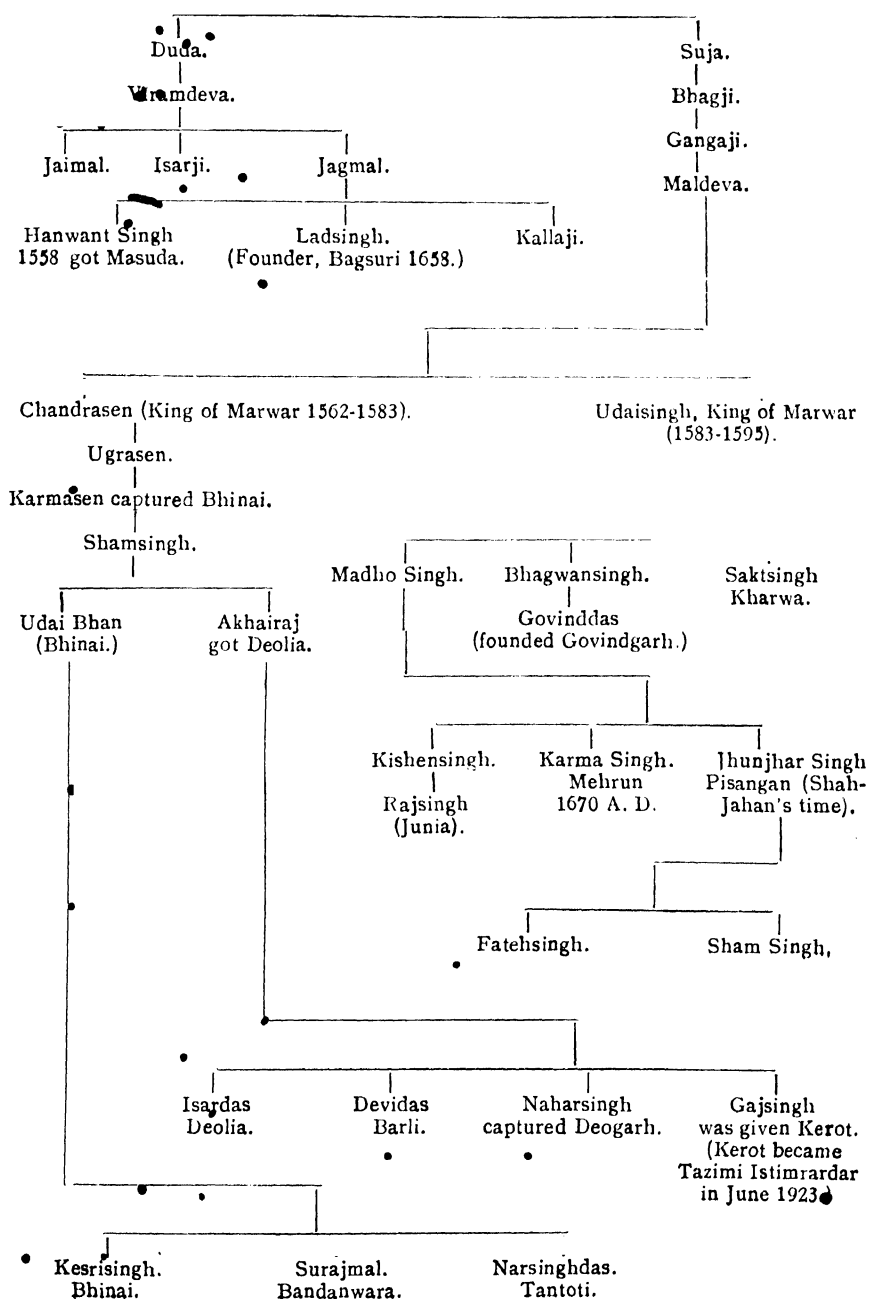 Duda.
Suja.
Viramdeva.
Bhagji.
Gangaji.
Jaimal. Isarji. Jagmal.
Maldeva.
Hanwant Singh
1558 got Masuda.
Ladsingh.
(Founder, Bagsuri 1658.)
Kallaji.
Chandrasen (King of Marwar 1562-1583).
Udaisingh, King of Marwar
(1583-1595).
Ugrasen.
Karmasen captured Bhinai.
Shamsingh.
Madho Singh.
Bhagwansingh.
Saktsingh
Kharwa.
Udai Bhan
(Bhinai.)
Akhairaj
got Deolia.
Govinddas
(founded Govindgarh.)
Kishensingh.
Rajsingh
(Junia).
Karma Singh.
Mehrun
1670 A. D.
Jhunjhar Singh
Pisangan (Shah-
Jahan's time).
Fatehsingh.
Sham Singh,
Isardas
Deolia.
Devidas
Barli.
Naharsingh
captured Deogarh.
Gajsingh
was given Kerot.
(Kerot became
Tazimi Istimrardar
in June 1923.)
Kesrisingh.
Bhinai.
Surajmal.
Bandanwara.
Narsinghdas.
Tantoti.